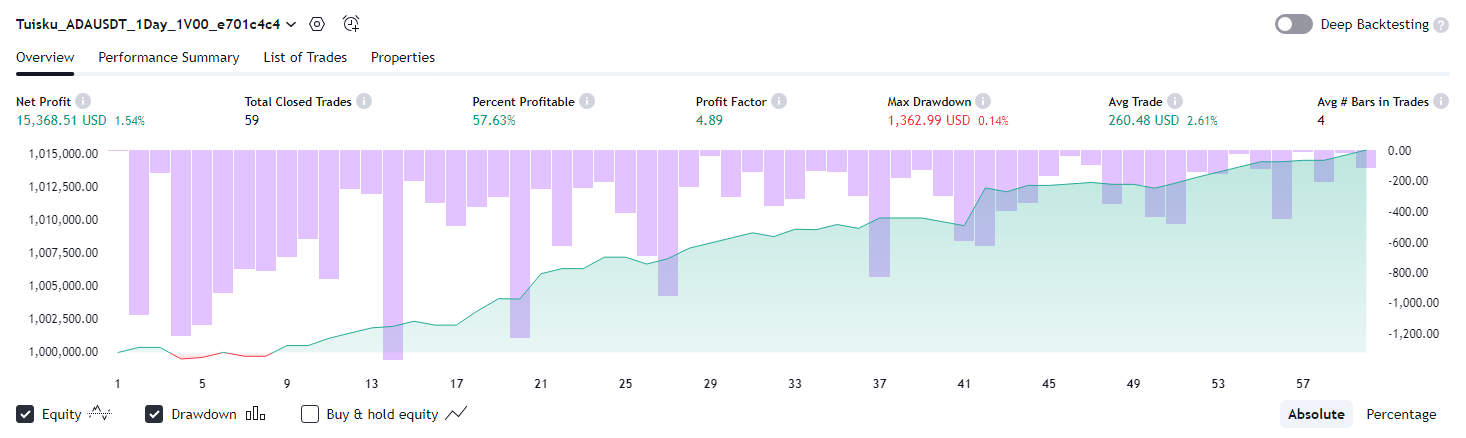 Tuisku_ADAUSDT_1Day_1V00_e701c4c4
Deep Backtesting ?
Overview Performance Summary List of Trades Properties
Net Profit i Total Closed Trades i Percent Profitable i Profit Factor i Max Drawdown i Avg Trade i Avg # Bars in Trades i
15,368.51 USD 1.54% 59 57.63% 4.89 1,362.99 USD 0.14% 260.48 USD 2.61% 4
1,015,000.00 0.00
1,012,500.00 -200.00
1,010,000.00 -400.00
1,007,500.00 -600.00
1,005,000.00 -800.00
1,002,500.00 -1,000.00
1,000,000.00 -1,200.00
1 5 9 13 17 21 25 29 33 37 41 45 49 53 57
Equity Drawdown Buy & hold equity Absolute Percentage